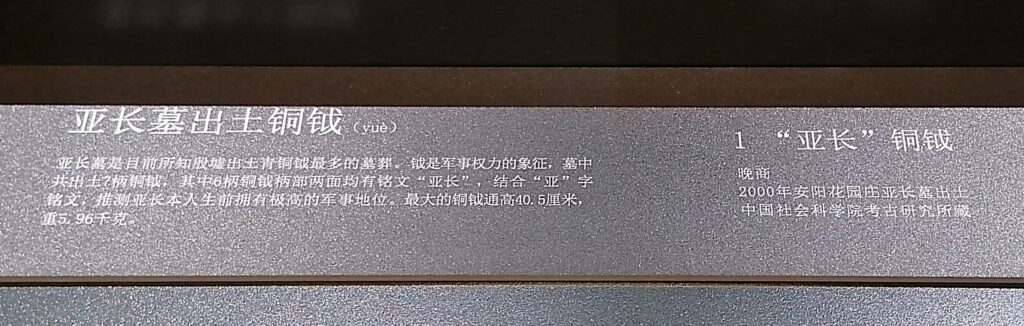 亚长墓出土铜钺（yuè）
亚长墓是目前所知殷墟出土青铜钺最多的墓葬。钺是军事权力的象征，墓中
共出土7柄铜钺，其中6柄铜钺柄部两面均有铭文“亚长”，结合“亚”字
铭文，推测亚长本人生前拥有极高的军事地位。最大的铜钺通高40.5厘米，
重5.96千克。
1 “亚长”铜钺
晚商
2000年安阳花园庄亚长墓出土
中国社会科学院考古研究所藏